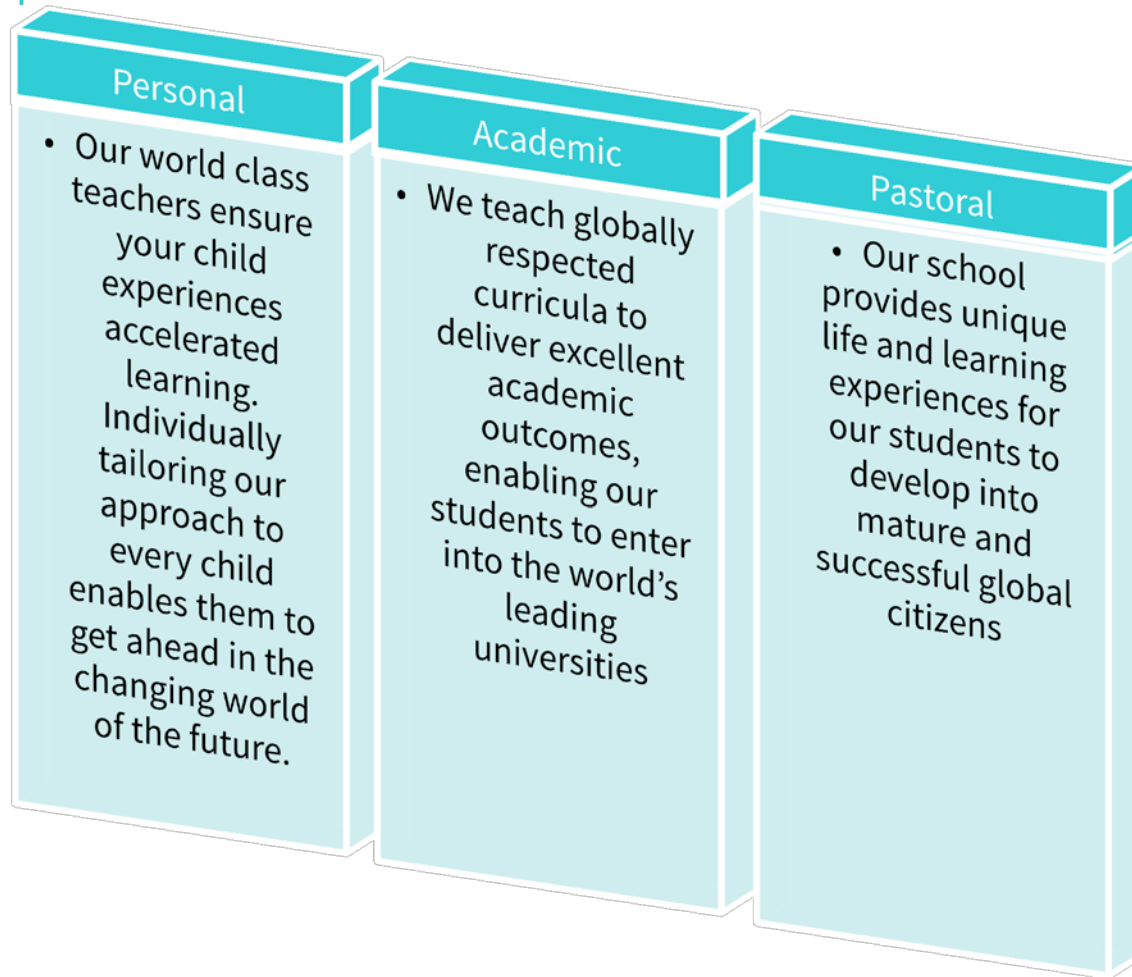 Personal
• Our world class
teachers ensure
your child
experiences
accelerated
learning.
Individually
tailoring our
approach to
every child
enables them to
get ahead in the
changing world
of the future.
Academic
• We teach globally
respected
curricula to
deliver excellent
academic
outcomes,
enabling our
students to enter
into the world’s
leading
universities
Pastoral
• Our school
provides unique
life and learning
experiences for
our students to
develop into
mature and
successful global
citizens